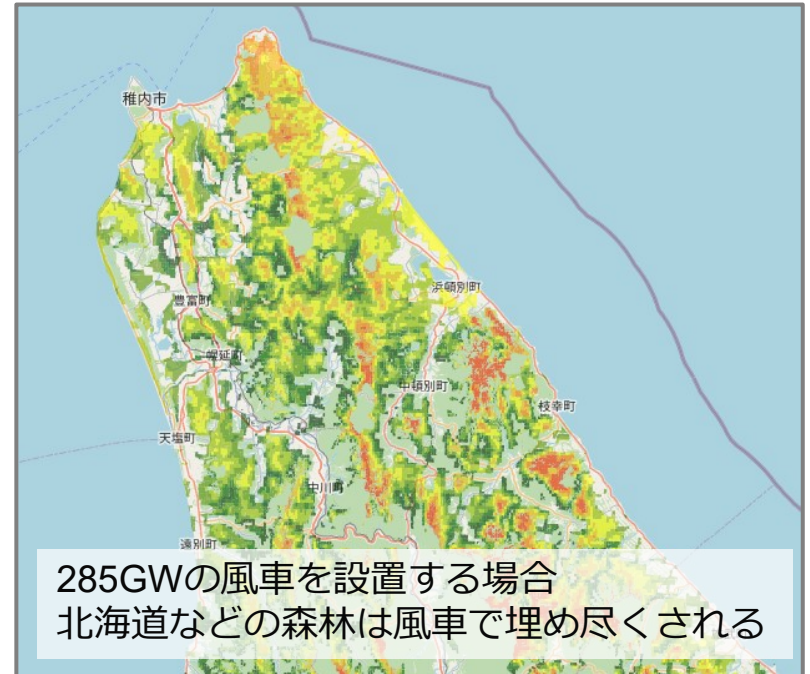 稚内市
浜頓別町
豊富町
幌延町
中頓別町
枝幸町
天塩町
中川町
遠別町
285GWの風車を設置する場合
北海道などの森林は風車で埋め尽くされる